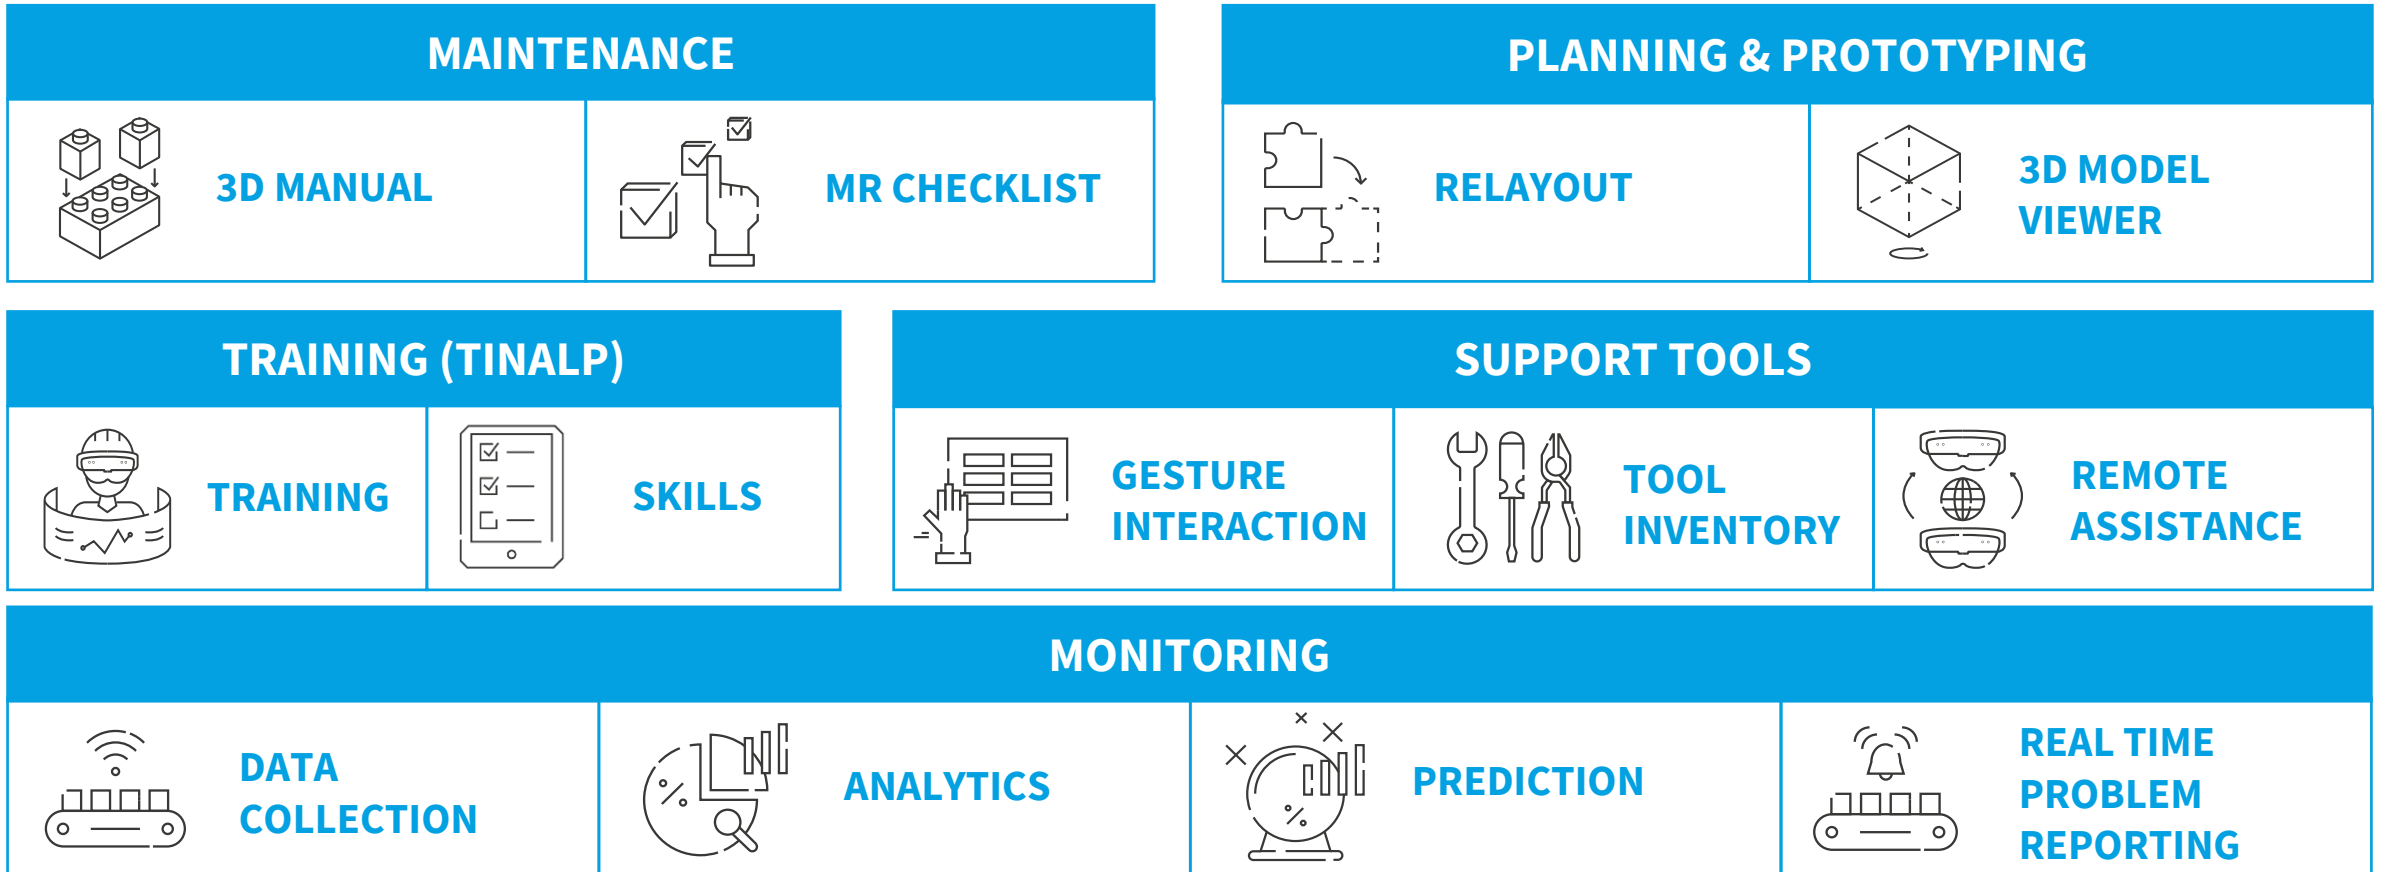 MAINTENANCE
3D MANUAL
MR CHECKLIST
PLANNING & PROTOTYPING
RELAYOUT
3D MODEL
VIEWER
TRAINING (TINALP)
TRAINING
SKILLS
SUPPORT TOOLS
GESTURE
INTERACTION
TOOL
INVENTORY
REMOTE
ASSISTANCE
MONITORING
DATA
COLLECTION
ANALYTICS
PREDICTION
REAL TIME
PROBLEM
REPORTING